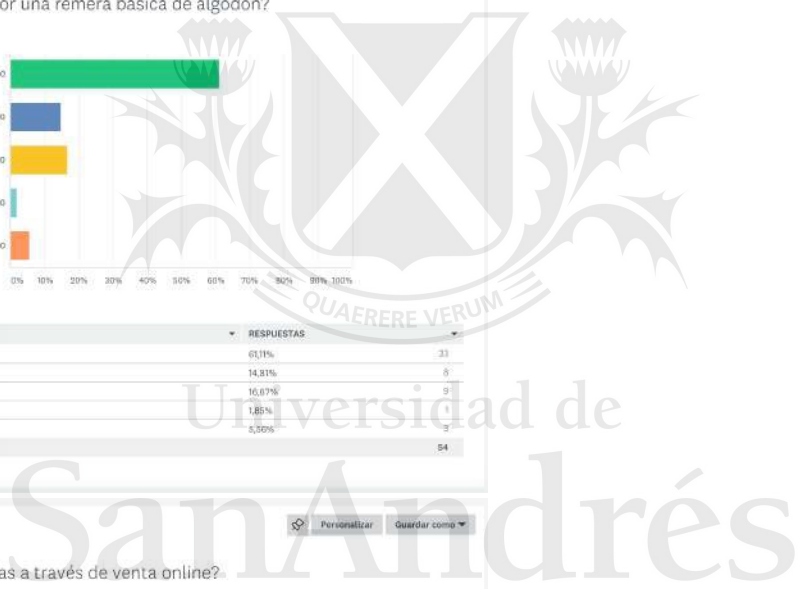 or una remera básica de algodón?
0% 10% 20% 30% 40% 50% 60% 70% 80% 90% 100%
QUAERERE VERUM
RESPUESTAS
61,11% 33
14,81% 8
16,67% 9
1,85% 1
5,56% 3
54
Universidad de
SanAndrés
Personalizar Guardar como
as a través de venta online?